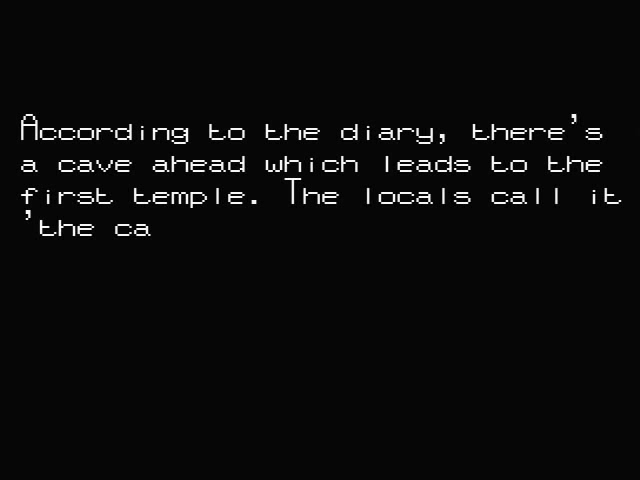 According to the diary, there's
a cave ahead which leads to the
first temple. The locals call it
'the ca